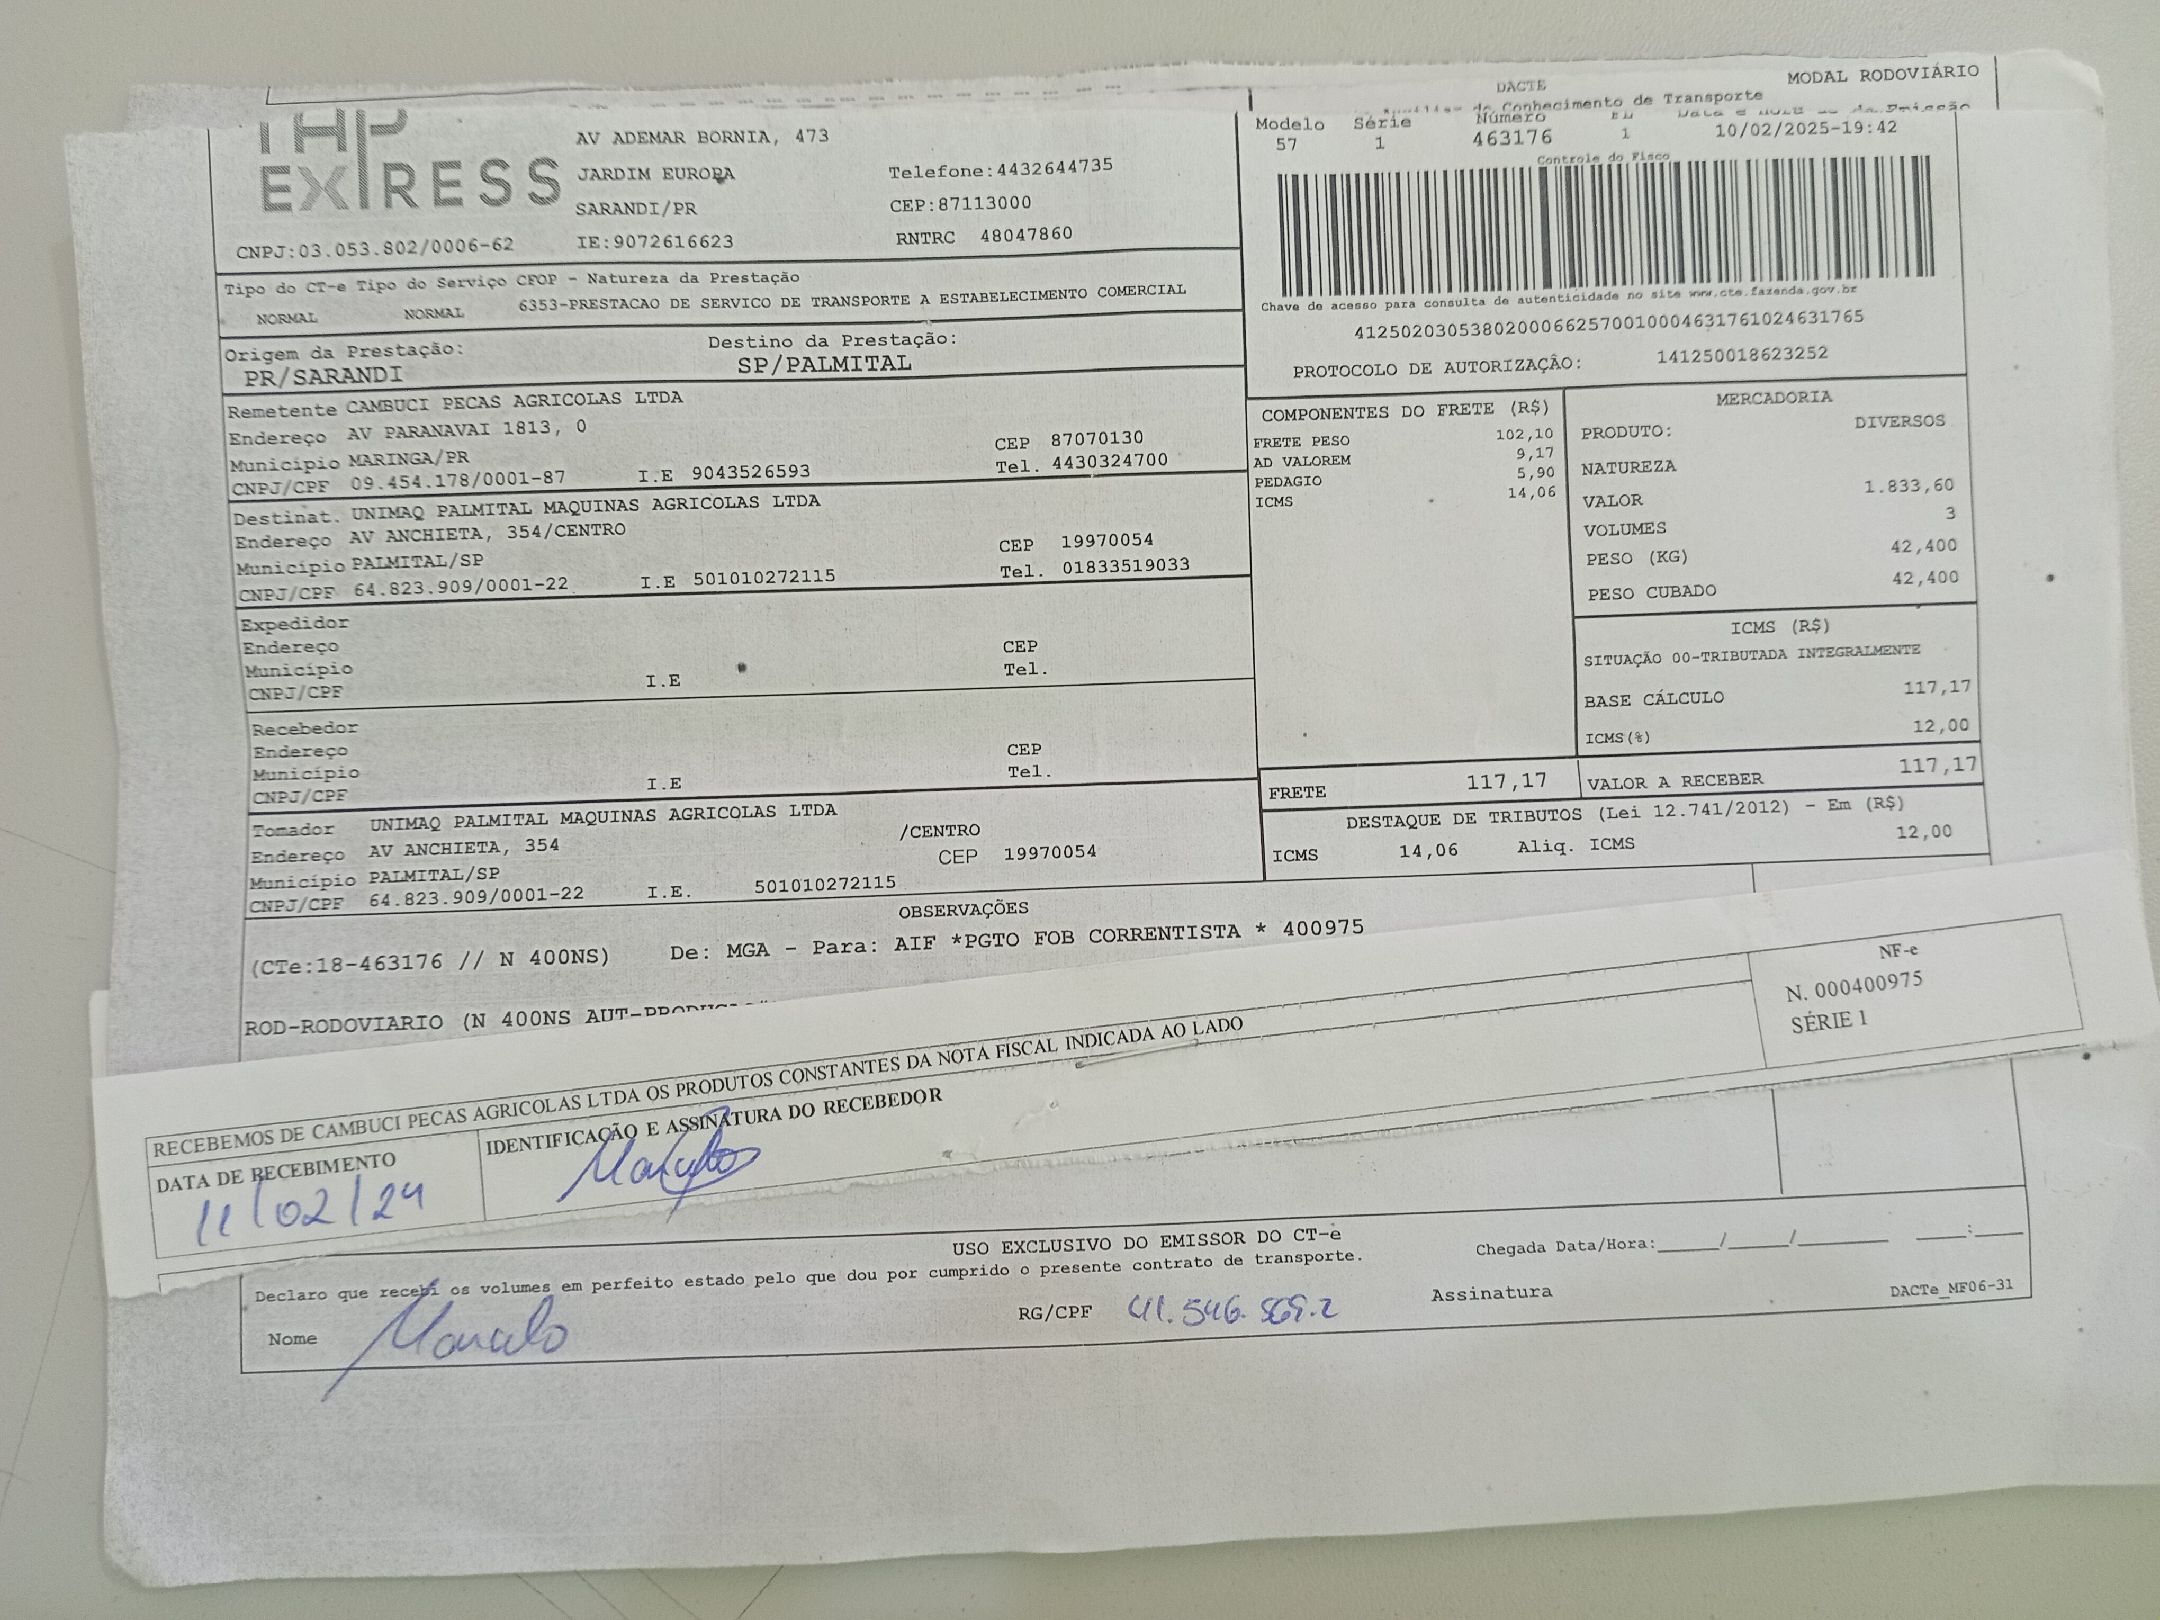 DACTE
MODAL RODOVIÁRIO
de Conhecimento de Transporte
EXPRESS
AV ADEMAR BORNIA, 473
JARDIM EUROPA
Telefone:4432644735
SARANDI/PR
CEP:87113000
CNPJ:03.053.802/0006-62
IE:9072616623
RNTRC 48047860
Modelo Série Número
57 1 463176 1 10/02/2025-19:42
Controle do Fisco
Chave de acesso para consulta de autenticidade no site www.cte.fazenda.gov.br
41250203053802000662570010004631761024631765
PROTOCOLO DE AUTORIZAÇÃO: 141250018623252
Tipo do CT-e Tipo do Serviço CFOP - Natureza da Prestação
NORMAL NORMAL 6353-PRESTACAO DE SERVICO DE TRANSPORTE A ESTABELECIMENTO COMERCIAL
Origem da Prestação: Destino da Prestação:
PR/SARANDI SP/PALMITAL
Remetente CAMBUCI PECAS AGRICOLAS LTDA
Endereço AV PARANAVAI 1813, 0 CEP 87070130
Município MARINGA/PR Tel. 4430324700
CNPJ/CPF 09.454.178/0001-87 I.E 9043526593
Destinat. UNIMAQ PALMITAL MAQUINAS AGRICOLAS LTDA
Endereço AV ANCHIETA, 354/CENTRO CEP 19970054
Município PALMITAL/SP Tel. 01833519033
CNPJ/CPF 64.823.909/0001-22 I.E 501010272115
Expedidor
Endereço CEP
Município Tel.
CNPJ/CPF I.E
Recebedor
Endereço CEP
Município Tel.
CNPJ/CPF I.E
Tomador UNIMAQ PALMITAL MAQUINAS AGRICOLAS LTDA
Endereço AV ANCHIETA, 354 /CENTRO
Município PALMITAL/SP CEP 19970054
CNPJ/CPF 64.823.909/0001-22 I.E. 501010272115
COMPONENTES DO FRETE (R$)
FRETE PESO 102,10
AD VALOREM 9,17
PEDAGIO 5,90
ICMS 14,06
MERCADORIA
PRODUTO: DIVERSOS
NATUREZA
VALOR 1.833,60
VOLUMES 3
PESO (KG) 42,400
PESO CUBADO 42,400
ICMS (R$)
SITUAÇÃO 00-TRIBUTADA INTEGRALMENTE
BASE CÁLCULO 117,17
ICMS(%) 12,00
FRETE 117,17 VALOR A RECEBER 117,17
DESTAQUE DE TRIBUTOS (Lei 12.741/2012) - Em (R$)
ICMS 14,06 Aliq. ICMS 12,00
OBSERVAÇÕES
(CTe:18-463176 // N 400NS) De: MGA - Para: AIF *PGTO FOB CORRENTISTA * 400975
ROD-RODOVIARIO (N 400NS
RECEBEMOS DE CAMBUCI PECAS AGRICOLAS LTDA OS PRODUTOS CONSTANTES DA NOTA FISCAL INDICADA AO LADO
NF-e
N. 000400975
SÉRIE 1
DATA DE RECEBIMENTO
11/02/24
IDENTIFICAÇÃO E ASSINATURA DO RECEBEDOR
USO EXCLUSIVO DO EMISSOR DO CT-e
Declaro que recebi os volumes em perfeito estado pelo que dou por cumprido o presente contrato de transporte.
Chegada Data/Hora:_____/_____/________ _____:_____
Nome
RG/CPF
Assinatura
DACTe_MF06-31